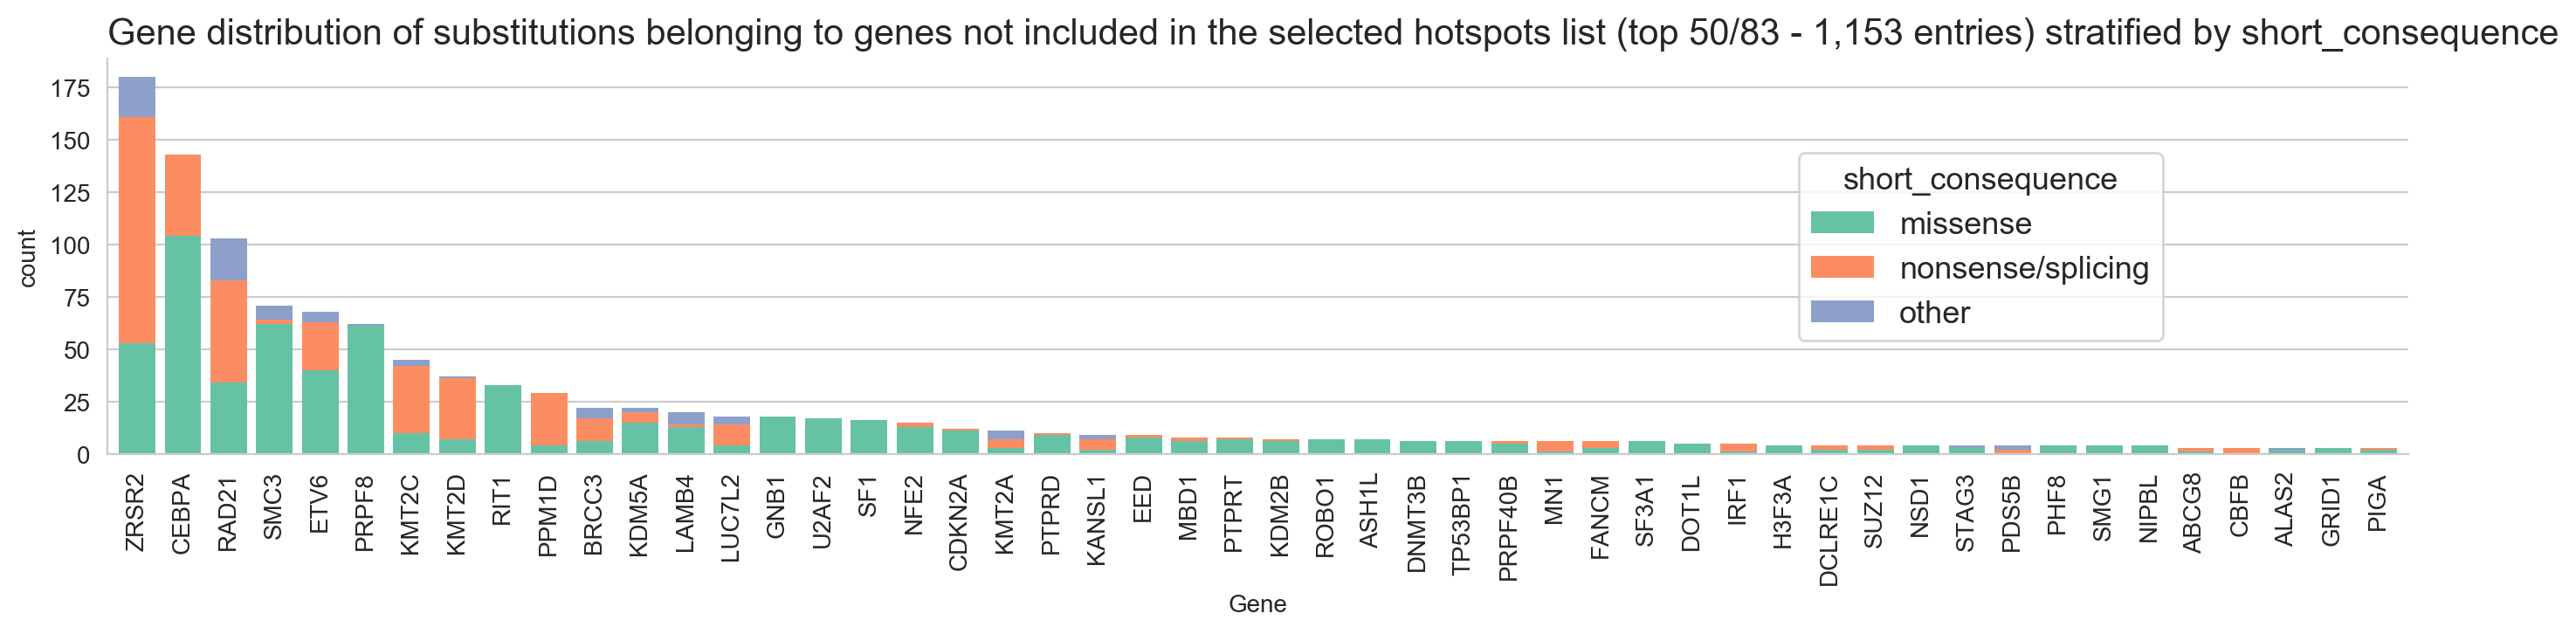 Gene distribution of substitutions belonging to genes not included in the selected hotspots list (top 50/83 - 1,153 entries) stratified by short_consequence
175
150
125
100
75
50
25
0
count
short_consequence
missense
nonsense/splicing
other
ZRSR2
CEBPA
RAD21
SMC3
ETV6
PRPF8
KMT2C
KMT2D
RIT1
PPM1D
BRCC3
KDM5A
LAMB4
LUC7L2
GNB1
U2AF2
SF1
NFE2
CDKN2A
KMT2A
PTPRD
KANSL1
EED
MBD1
PTPRT
KDM2B
ROBO1
ASH1L
DNMT3B
TP53BP1
PRPF40B
MN1
FANCM
SF3A1
DOT1L
IRF1
H3F3A
DCLRE1C
SUZ12
NSD1
STAG3
PDS5B
PHF8
SMG1
NIPBL
ABCG8
CBFB
ALAS2
GRID1
PIGA
Gene